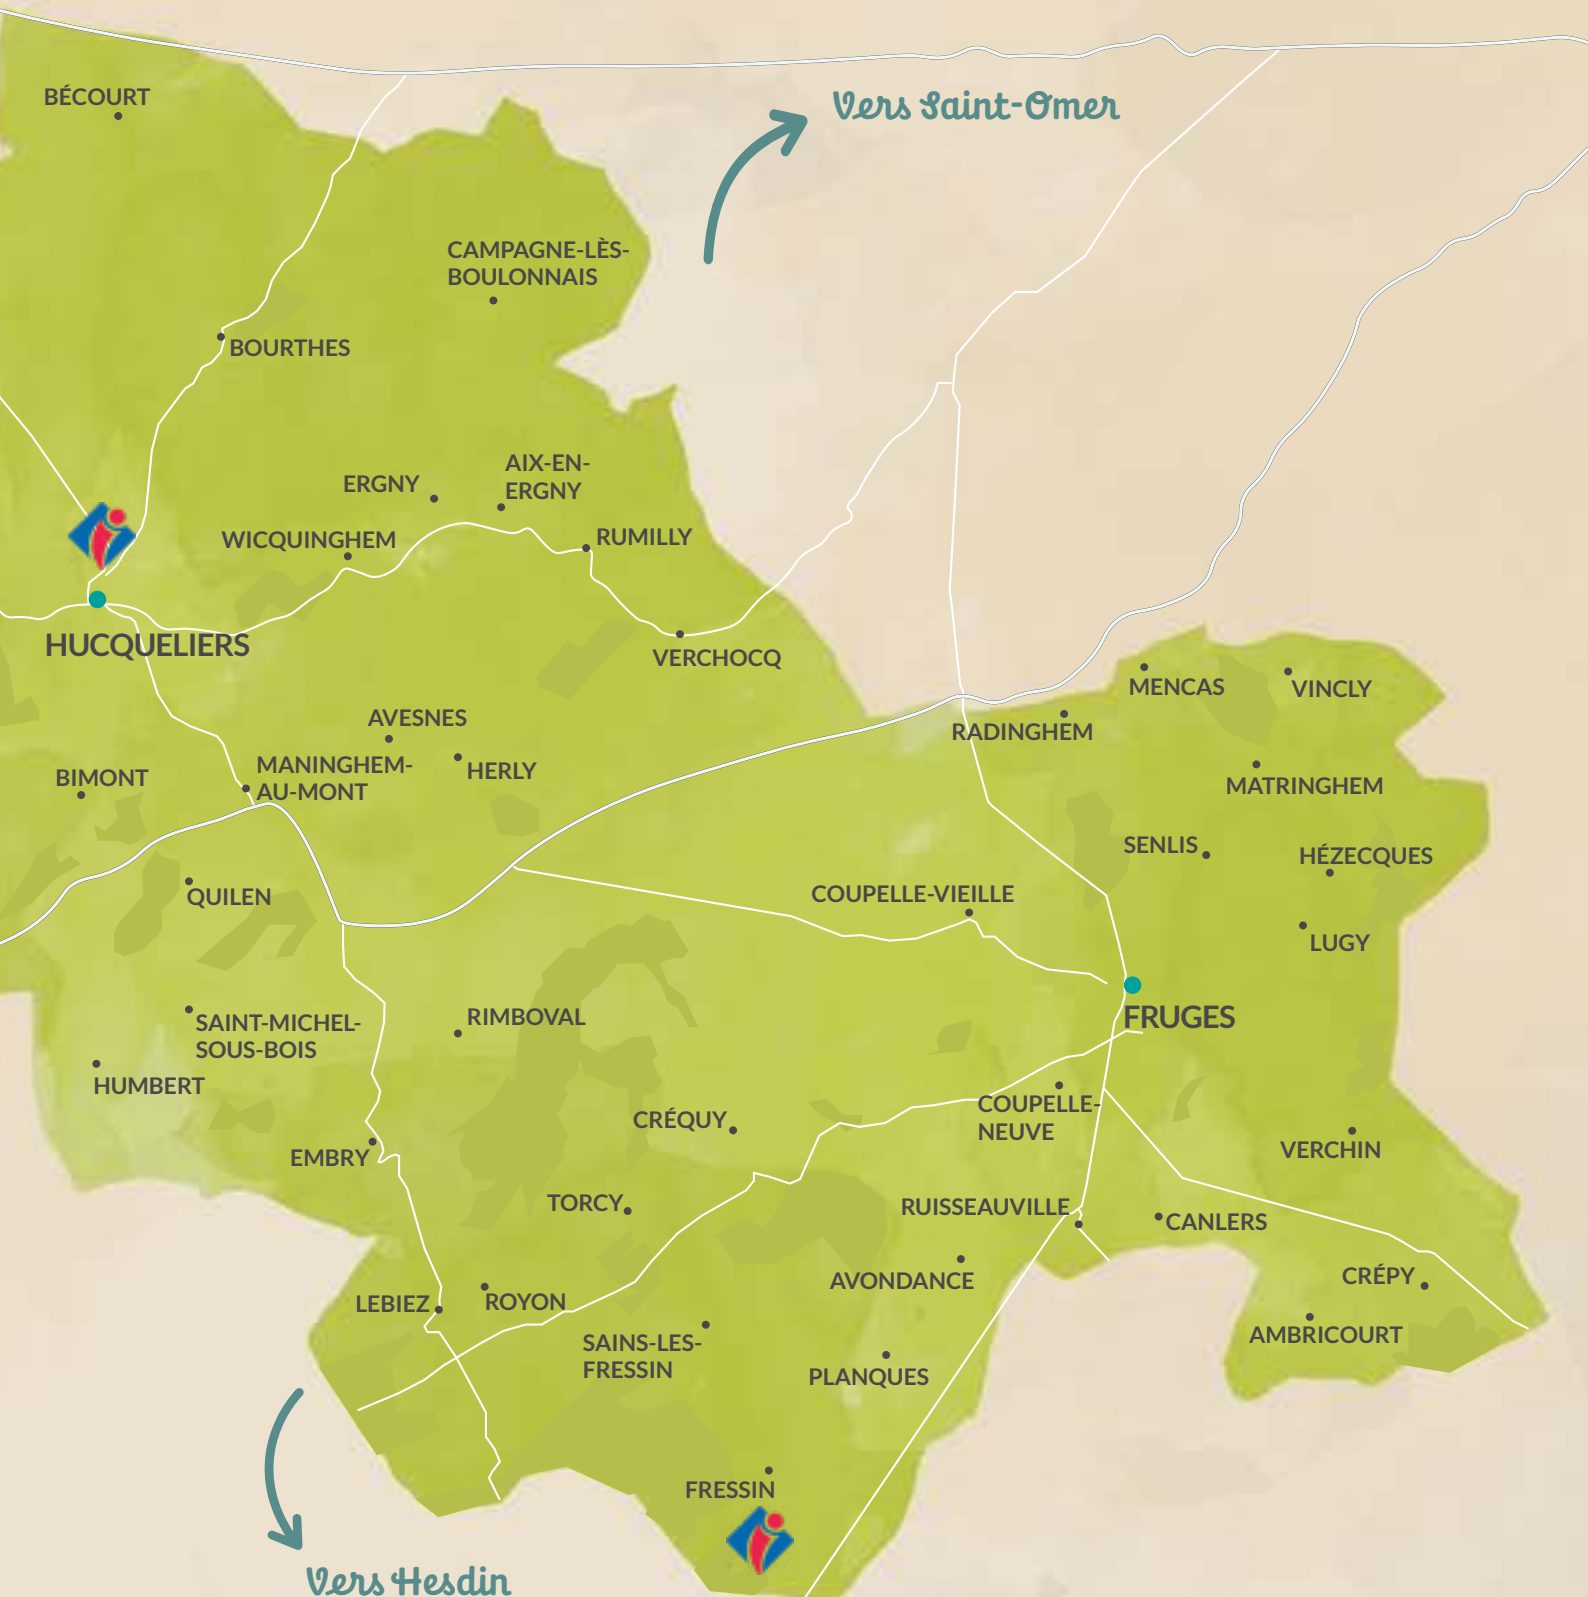 BÉCOURT
Vers Saint-Omer
CAMPAGNE-LÈS-
BOULONNAIS
BOURTHES
AIX-EN-
ERGNY
ERGNY
WICQUINGHEM
RUMILLY
HUCQUELIERS
VERCHOCQ
MENCAS
VINCLY
AVESNES
RADINGHEM
MANINGHEM-
AU-MONT
HERLY
BIMONT
MATRINGHEM
SENLIS
HÉZECQUES
QUILEN
COUPELLE-VIEILLE
LUGY
FRUGES
SAINT-MICHEL-
SOUS-BOIS
RIMBOVAL
HUMBERT
CRÉQUY
COUPELLE-
NEUVE
EMBRY
VERCHIN
TORCY
RUISSEAUVILLE
CANLERS
AVONDANCE
CRÉPY
LEBIEZ
ROYON
AMBRICOURT
SAINS-LES-
FRESSIN
PLANQUES
FRESSIN
Vers Hesdin